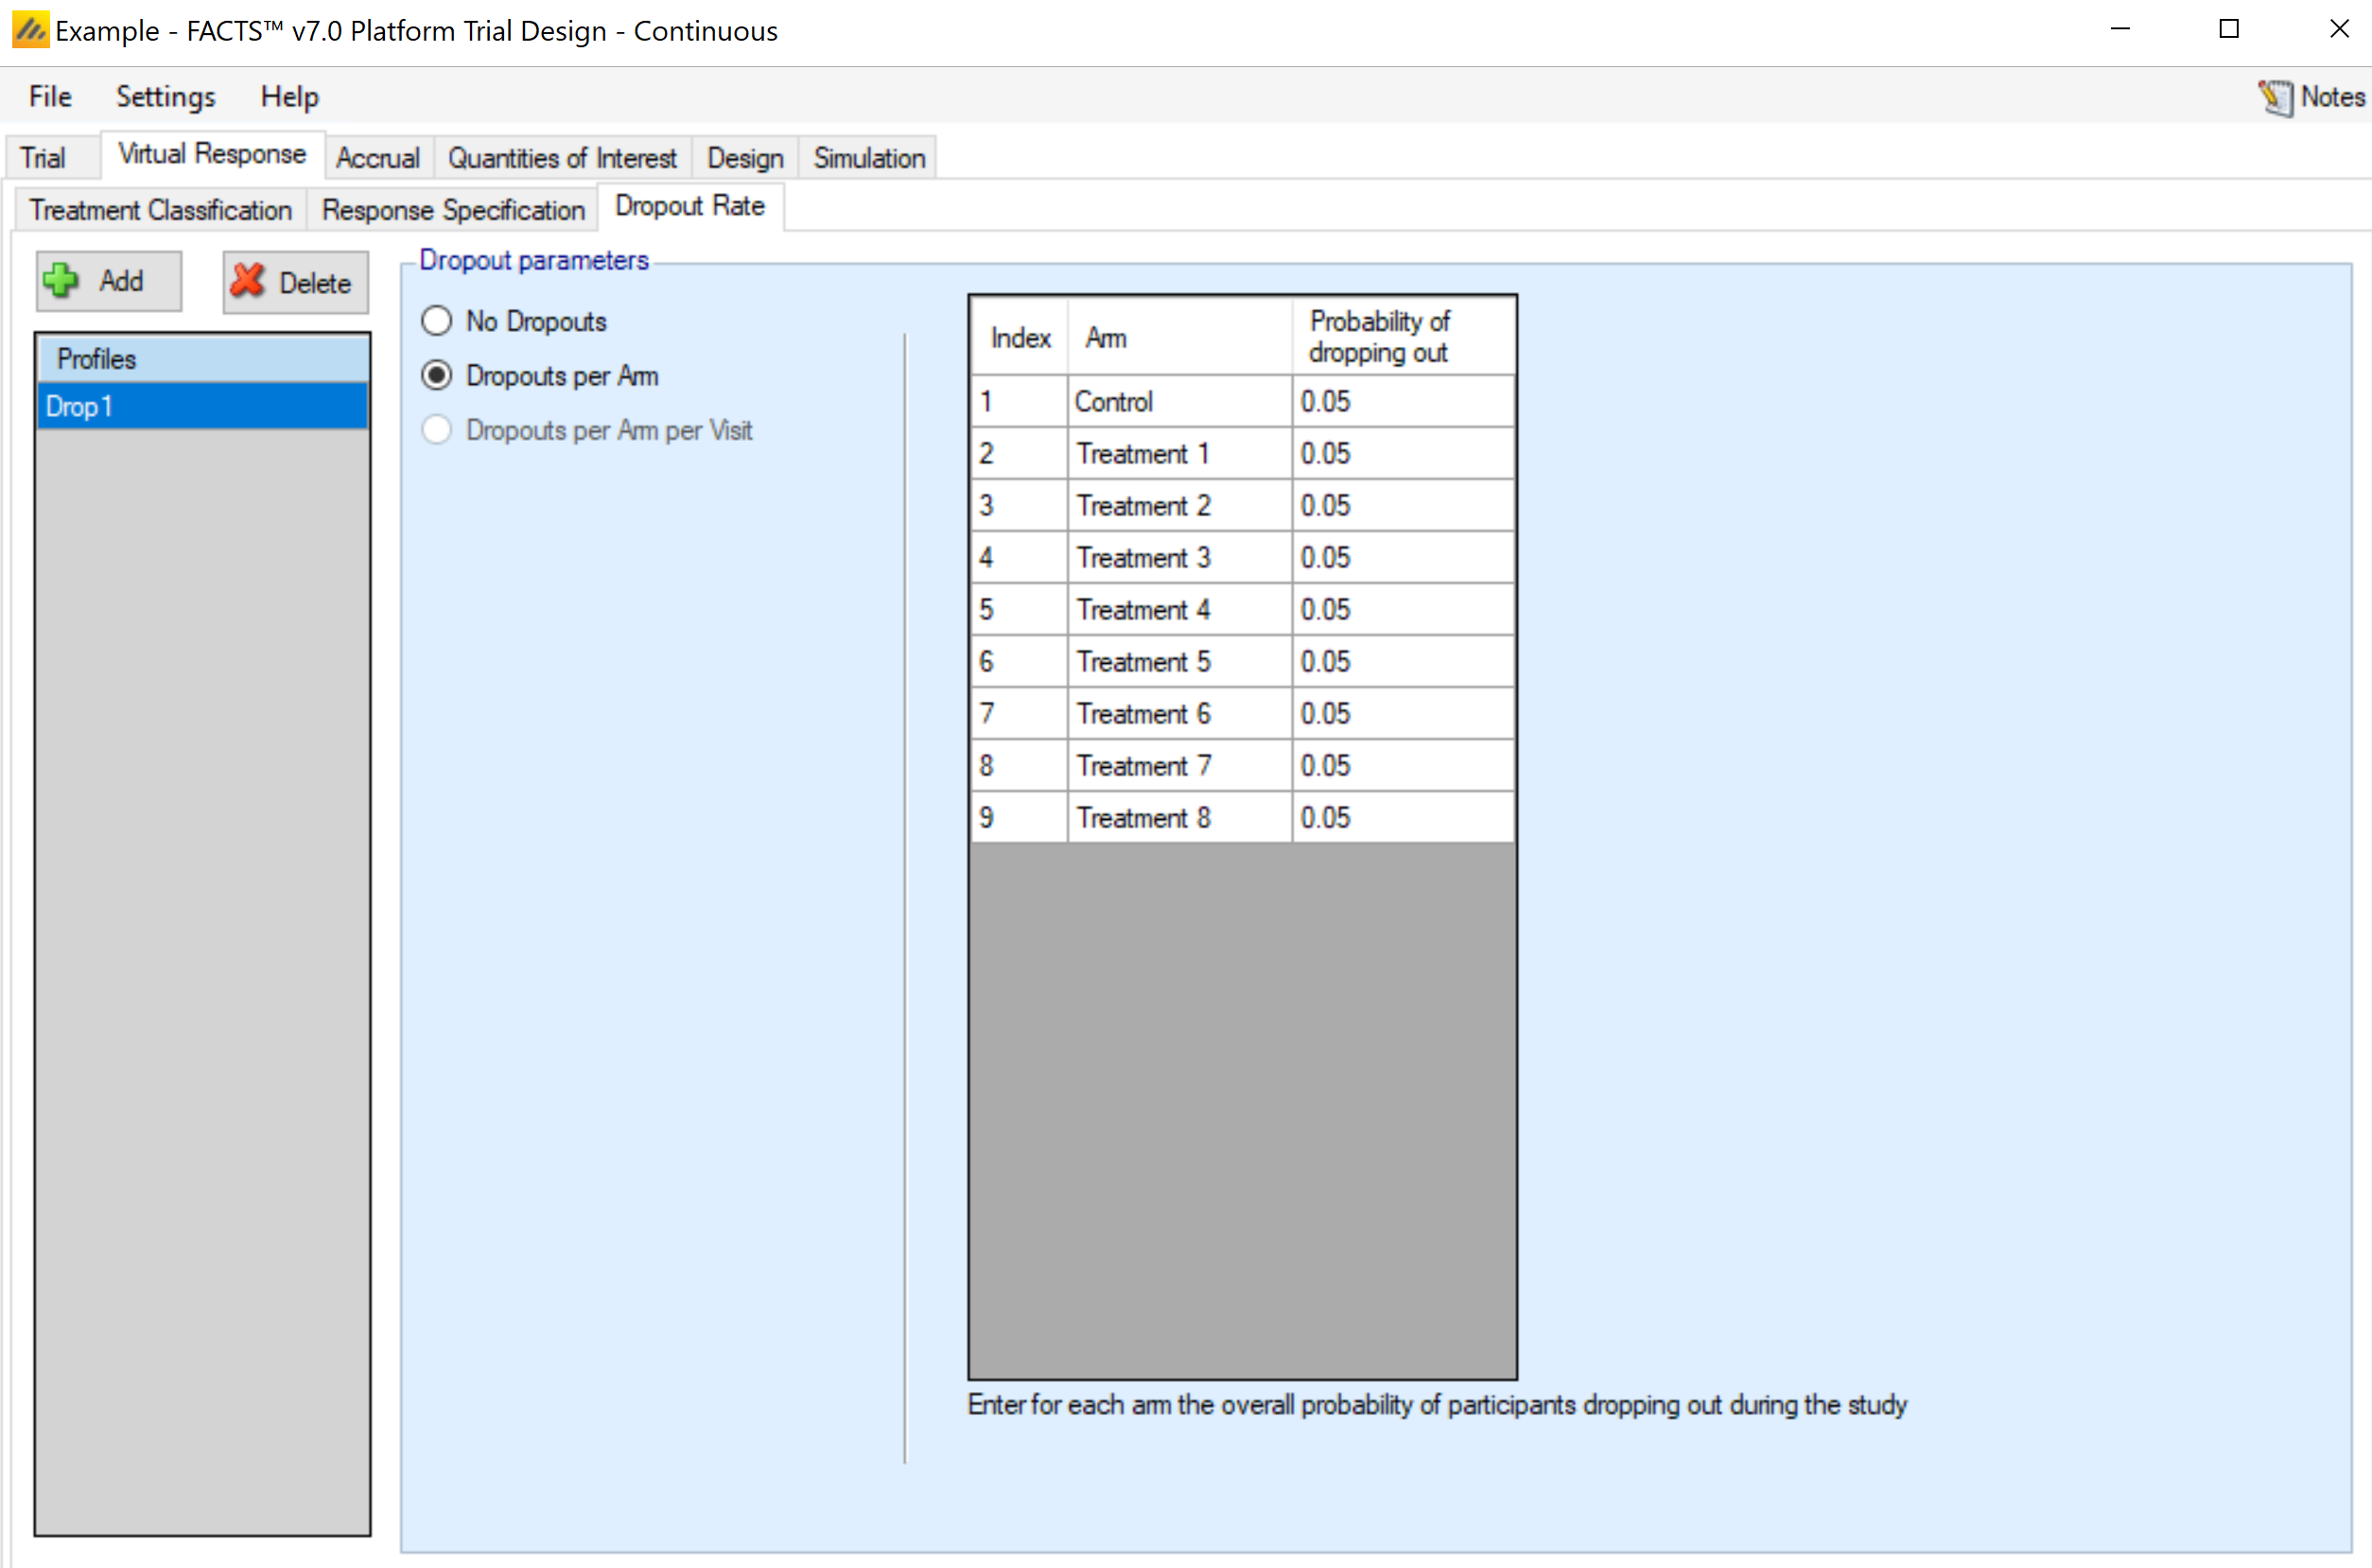 Example - FACTS™ v7.0 Platform Trial Design - Continuous
File Settings Help Notes
Trial Virtual Response Accrual Quantities of Interest Design Simulation
Treatment Classification Response Specification Dropout Rate
Add Delete
Profiles
Drop1
Dropout parameters
No Dropouts
Dropouts per Arm
Dropouts per Arm per Visit
Index Arm Probability of dropping out
1 Control 0.05
2 Treatment 1 0.05
3 Treatment 2 0.05
4 Treatment 3 0.05
5 Treatment 4 0.05
6 Treatment 5 0.05
7 Treatment 6 0.05
8 Treatment 7 0.05
9 Treatment 8 0.05
Enter for each arm the overall probability of participants dropping out during the study